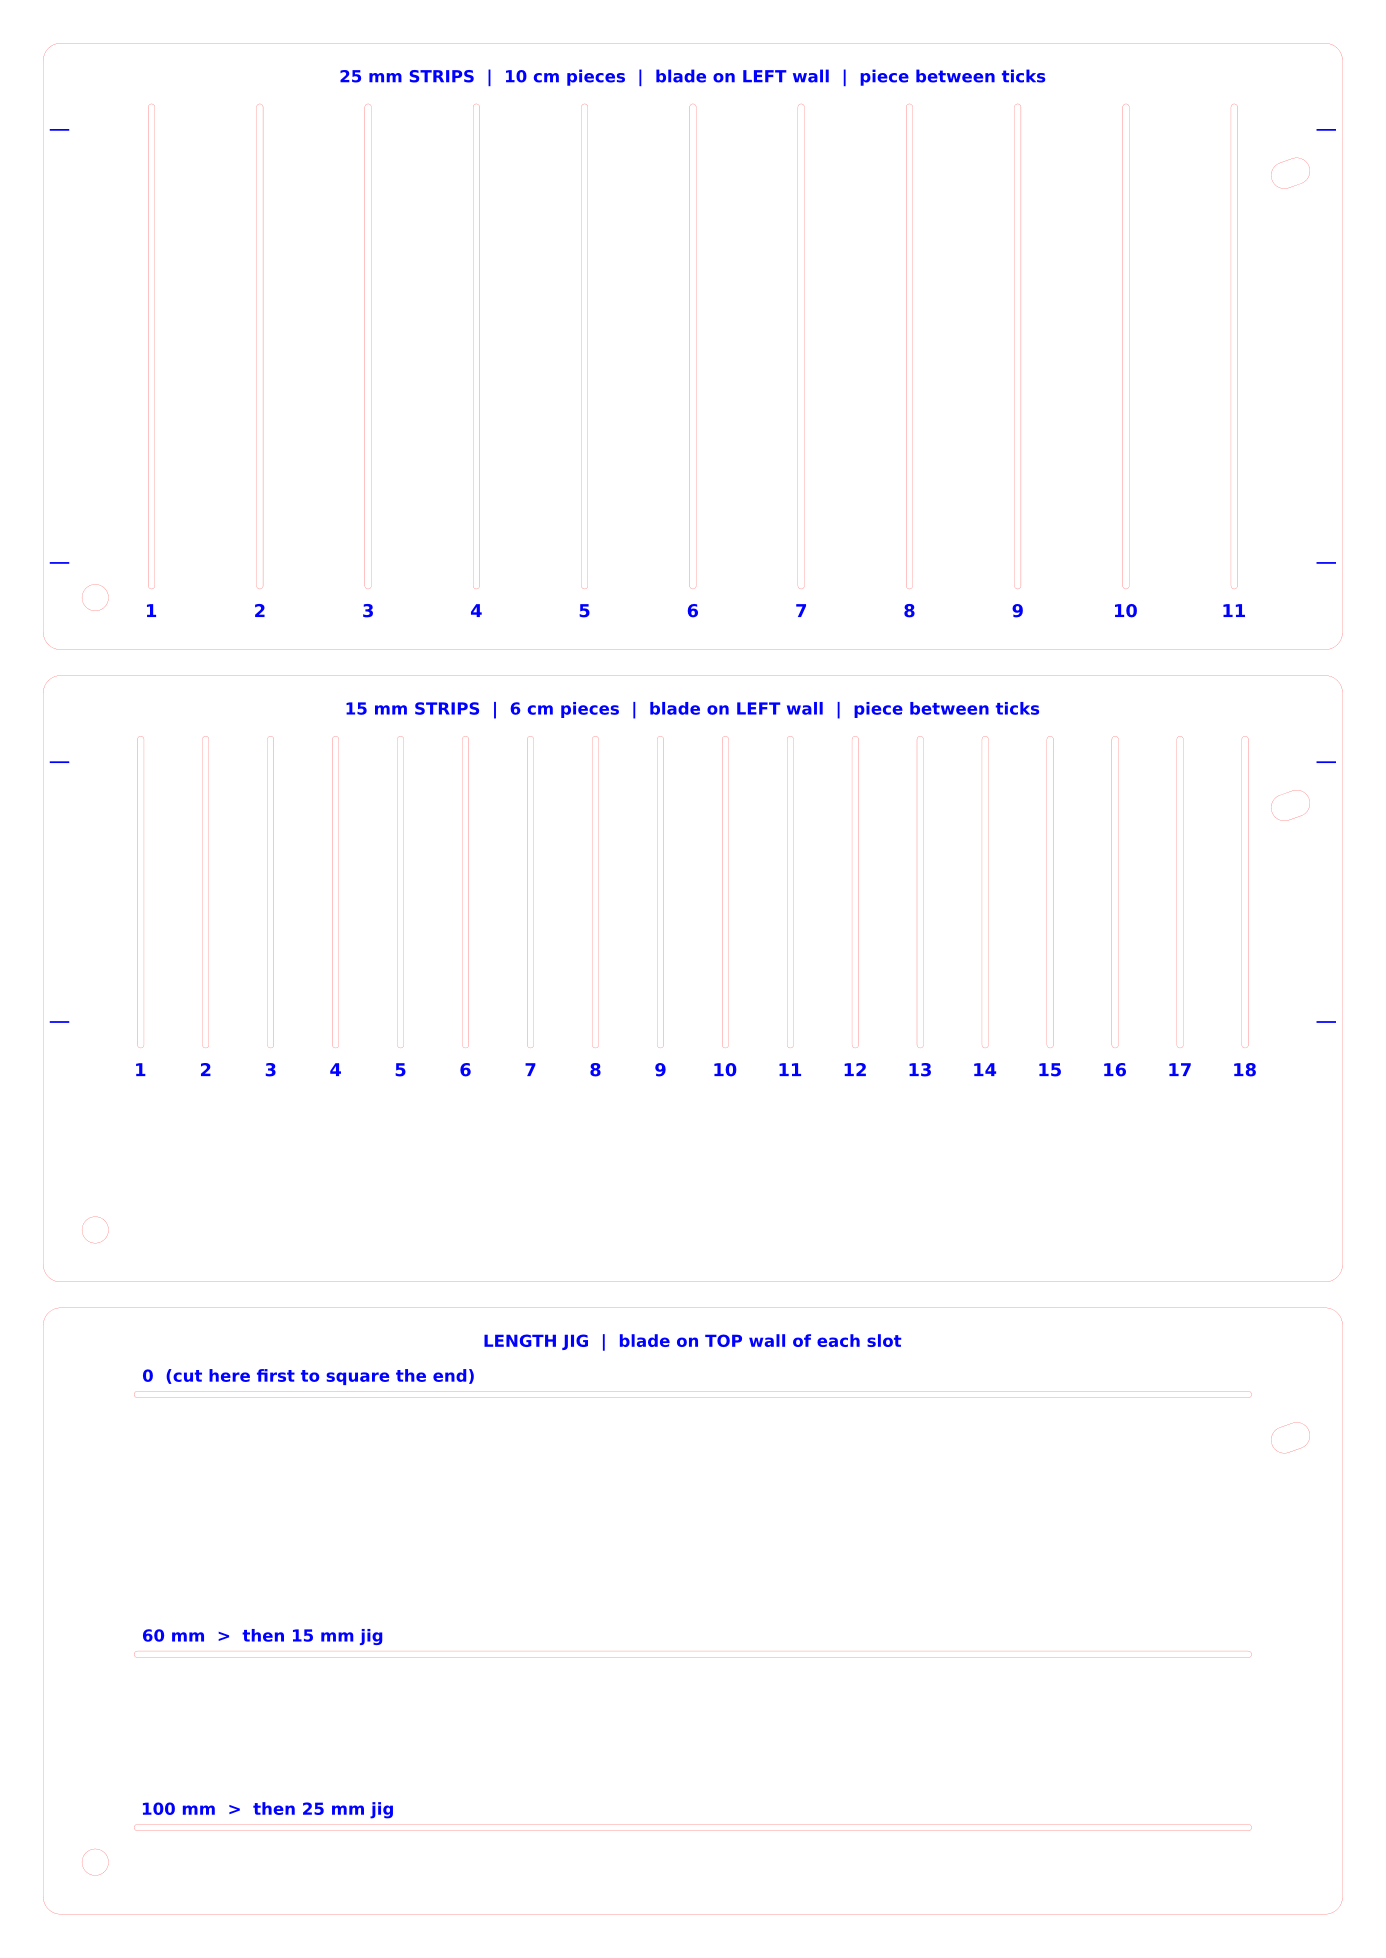 25 mm STRIPS | 10 cm pieces | blade on LEFT wall | piece between ticks
1 2 3 4 5 6 7 8 9 10 11
15 mm STRIPS | 6 cm pieces | blade on LEFT wall | piece between ticks
1 2 3 4 5 6 7 8 9 10 11 12 13 14 15 16 17 18
LENGTH JIG | blade on TOP wall of each slot
0 (cut here first to square the end)
60 mm > then 15 mm jig
100 mm > then 25 mm jig